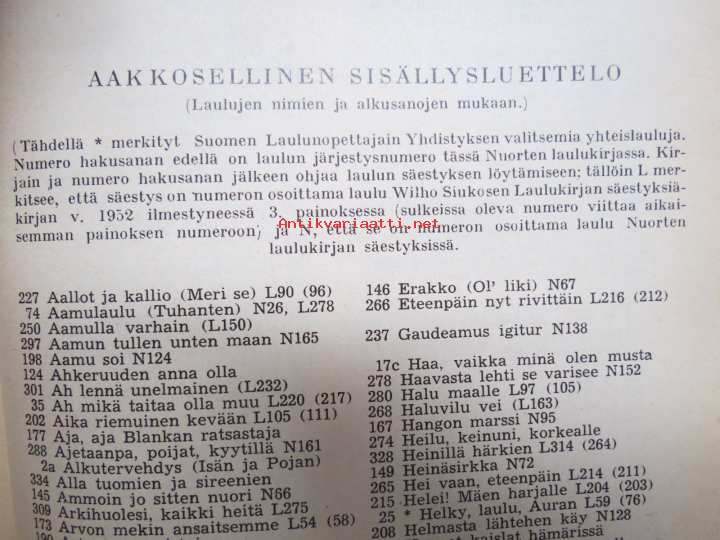 AAKKOSELLINEN SISÄLLYSLUETTELO
(Laulujen nimien ja alkusanojen mukaan.)
(Tähdellä * merkityt Suomen Laulunopettajain Yhdistyksen valitsemia yhteislauluja.
Numero hakusanan edellä on laulun järjestysnumero tässä Nuorten laulukirjassa. Kir-
jain ja numero hakusanan jälkeen ohjaa laulun säestyksen löytämiseen: tällöin L mer-
kitsee, että säestys on numeron osoittama laulu Wilho Siukosen Laulukirjan säestysiä-
kirjan v. 1952 ilmestyneessä 3. painoksessa (sulkeissa oleva numero viittaa aikai-
semman painoksen numeroon) ja N, että se on numeron osoittama laulu Nuorten
laulukirjan säestyksissä.
Antikvariaatti.net
227 Aallot ja kallio (Meri se) L90 (96)
74 Aamulaulu (Tuhanten) N26, L278
250 Aamulla varhain (L150)
297 Aamun tullen unten maan N165
198 Aamu soi N124
124 Ahkeruuden anna olla
301 Ah lennä unelmainen (L232)
35 Ah mikä taitaa olla muu L220 (217)
202 Aika riemuinen kevään L105 (111)
177 Aja, aja Blankan ratsastaja
288 Ajetaanpa, poijat, kyytillä N161
2a Alkutervehdys (Isän ja Pojan)
334 Alla tuomien ja sireenien
145 Ammoin jo sitten nuori N66
309 Arkihuolesi, kaikki heitä L275
173 Arvon mekin ansaitsemme L54 (58)
146 Erakko (Ol' liki) N67
266 Eteenpäin nyt rivittäin L216 (212)
237 Gaudeamus igitur N138
17c Haa, vaikka minä olen musta
278 Haavasta lehti se varisee N152
280 Halu maalle L97 (105)
268 Haluvilu vei (L163)
167 Hangon marssi N95
274 Heilu, keinuni, korkealle
328 Heinillä härkien L314 (264)
149 Heinäsirkka N72
265 Hei vaan, eteenpäin L214 (211)
215 Helei! Mäen harjalle L204 (203)
25 * Helky, laulu, Auran L59 (76)
208 Helmasta lähtehen käy N128
kaislat hämärissä